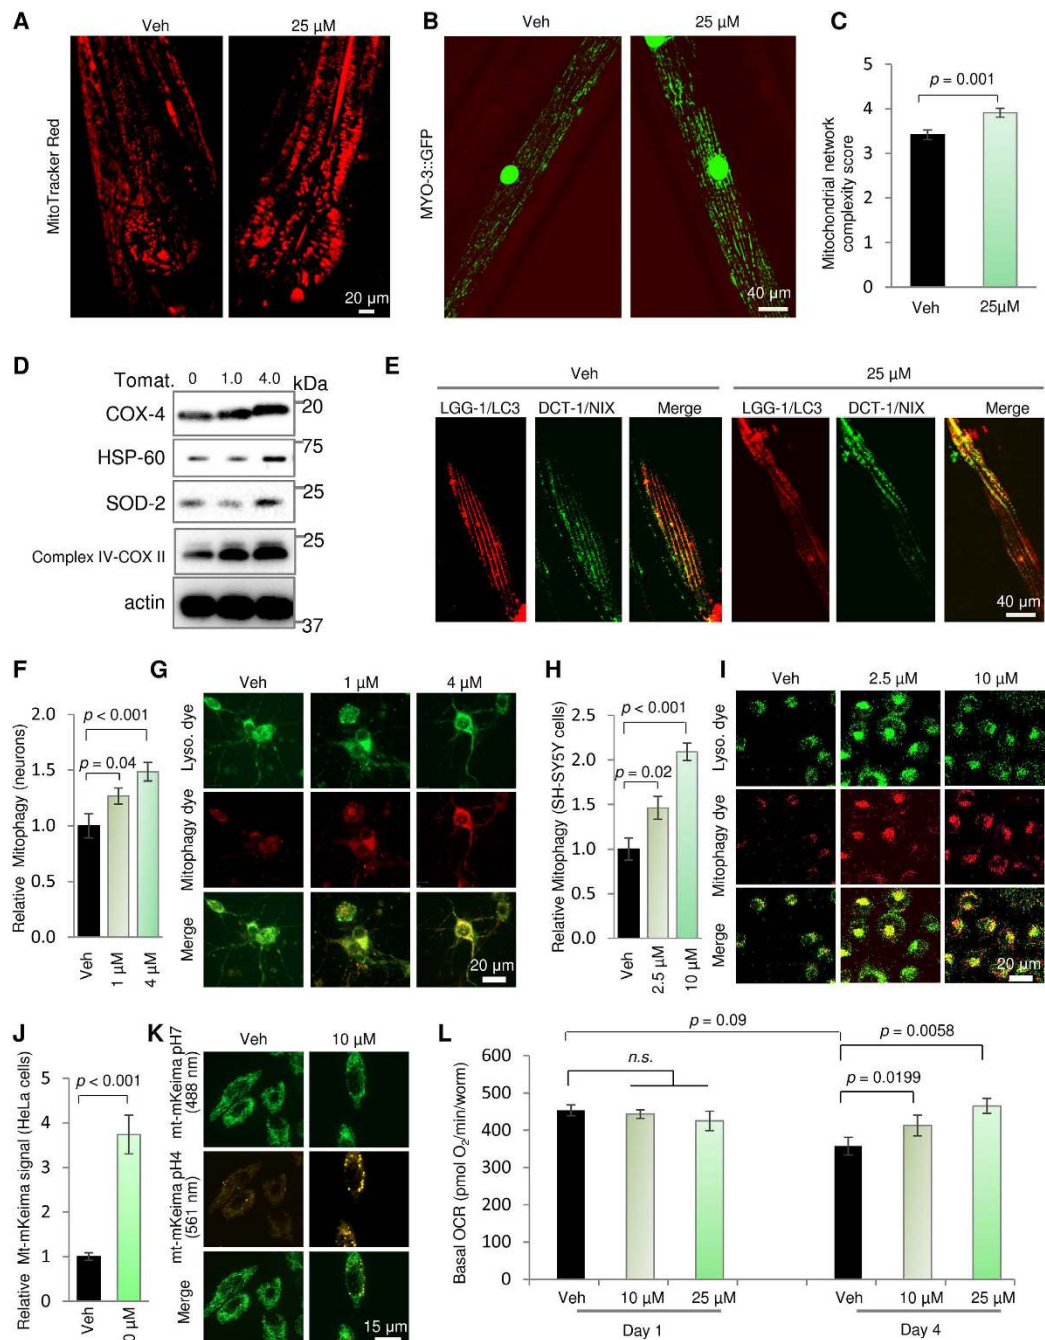 A
Veh
25 µM
MitoTracker Red
20 µm
B
Veh
25 µM
MYO-3::GFP
40 µm
C
Mitochondrial network complexity score
5
4
3
2
1
0
p = 0.001
Veh
25µM
D
Tomat. 0 1.0 4.0 kDa
COX-4
20
HSP-60
75
SOD-2
25
Complex IV-COX II
25
actin
37
E
Veh
25 µM
LGG-1/LC3 DCT-1/NIX Merge LGG-1/LC3 DCT-1/NIX Merge
40 µm
F
Relative Mitophagy (neurons)
2.0
1.5
1.0
0.5
0.0
p < 0.001
p = 0.04
Veh
1 µM
4 µM
G
Veh
1 µM
4 µM
Lyso. dye
Mitophagy dye
Merge
20 µm
H
Relative Mitophagy (SH-SY5Y cells)
2.5
2.0
1.5
1.0
0.5
0.0
p < 0.001
p = 0.02
Veh
2.5 µM
10 µM
I
Veh
2.5 µM
10 µM
Lyso. dye
Mitophagy dye
Merge
20 µm
J
Relative Mt-mKeima signal (HeLa cells)
5
4
3
2
1
0
p < 0.001
Veh
0 µM
K
Veh
10 µM
mt-mKeima pH7
(488 nm)
mt-mKeima pH4
(561 nm)
Merge
15 µm
L
Basal OCR (pmol O2/min/worm)
600
500
400
300
200
100
0
p = 0.09
n.s.
p = 0.0058
p = 0.0199
Veh
10 µM
25 µM
Veh
10 µM
25 µM
Day 1
Day 4